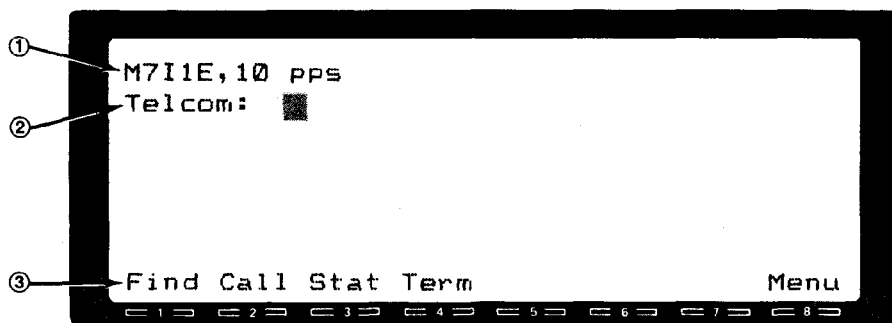 ① M7I1E,10 pps
② Telcom:
③ Find Call Stat Term Menu
1 2 3 4 5 6 7 8